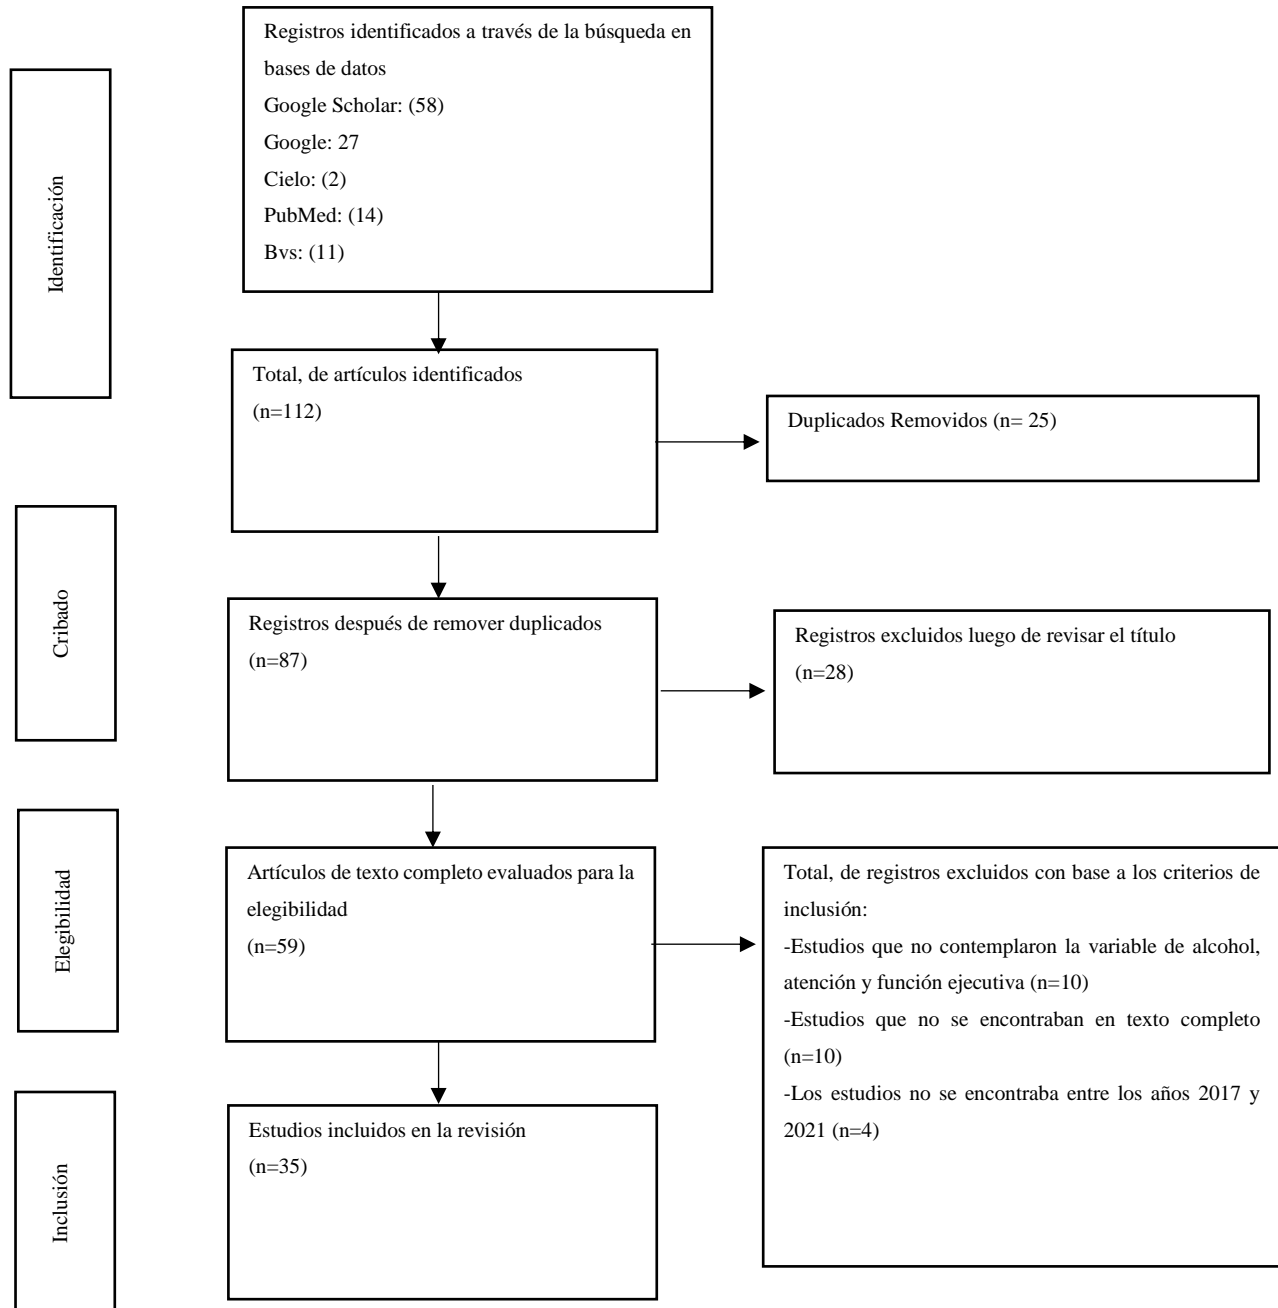 Identificación
Registros identificados a través de la búsqueda en
bases de datos
Google Scholar: (58)
Google: 27
Cielo: (2)
PubMed: (14)
Bvs: (11)
Total, de artículos identificados
(n=112)
Duplicados Removidos (n= 25)
Cribado
Registros después de remover duplicados
(n=87)
Registros excluidos luego de revisar el título
(n=28)
Elegibilidad
Artículos de texto completo evaluados para la
elegibilidad
(n=59)
Total, de registros excluidos con base a los criterios de
inclusión:
-Estudios que no contemplaron la variable de alcohol,
atención y función ejecutiva (n=10)
-Estudios que no se encontraban en texto completo
(n=10)
-Los estudios no se encontraba entre los años 2017 y
2021 (n=4)
Inclusión
Estudios incluidos en la revisión
(n=35)